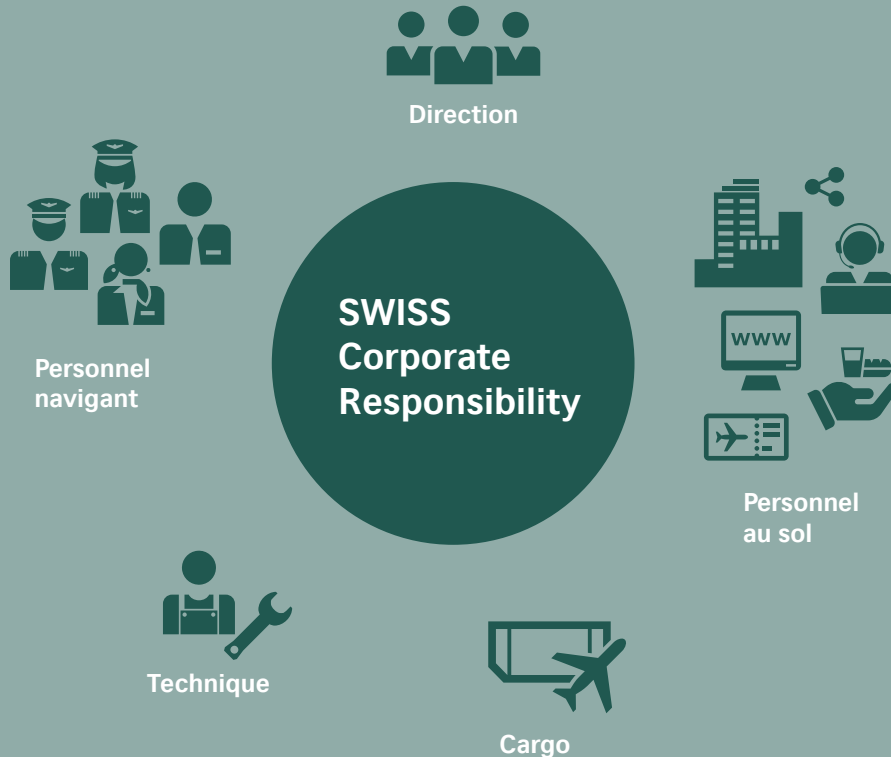 Direction
SWISS
Corporate
Responsibility
Personnel
navigant
www
Personnel
au sol
Technique
Cargo